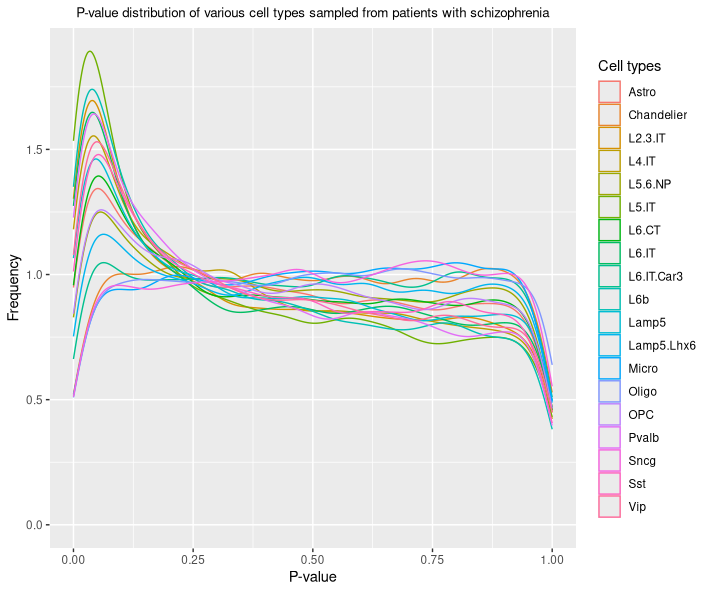 P-value distribution of various cell types sampled from patients with schizophrenia
Frequency
1.5
1.0
0.5
0.0
0.00
0.25
0.50
0.75
1.00
P-value
Cell types
Astro
Chandelier
L2.3.IT
L4.IT
L5.6.NP
L5.IT
L6.CT
L6.IT
L6.IT.Car3
L6b
Lamp5
Lamp5.Lhx6
Micro
Oligo
OPC
Pvalb
Sncg
Sst
Vip